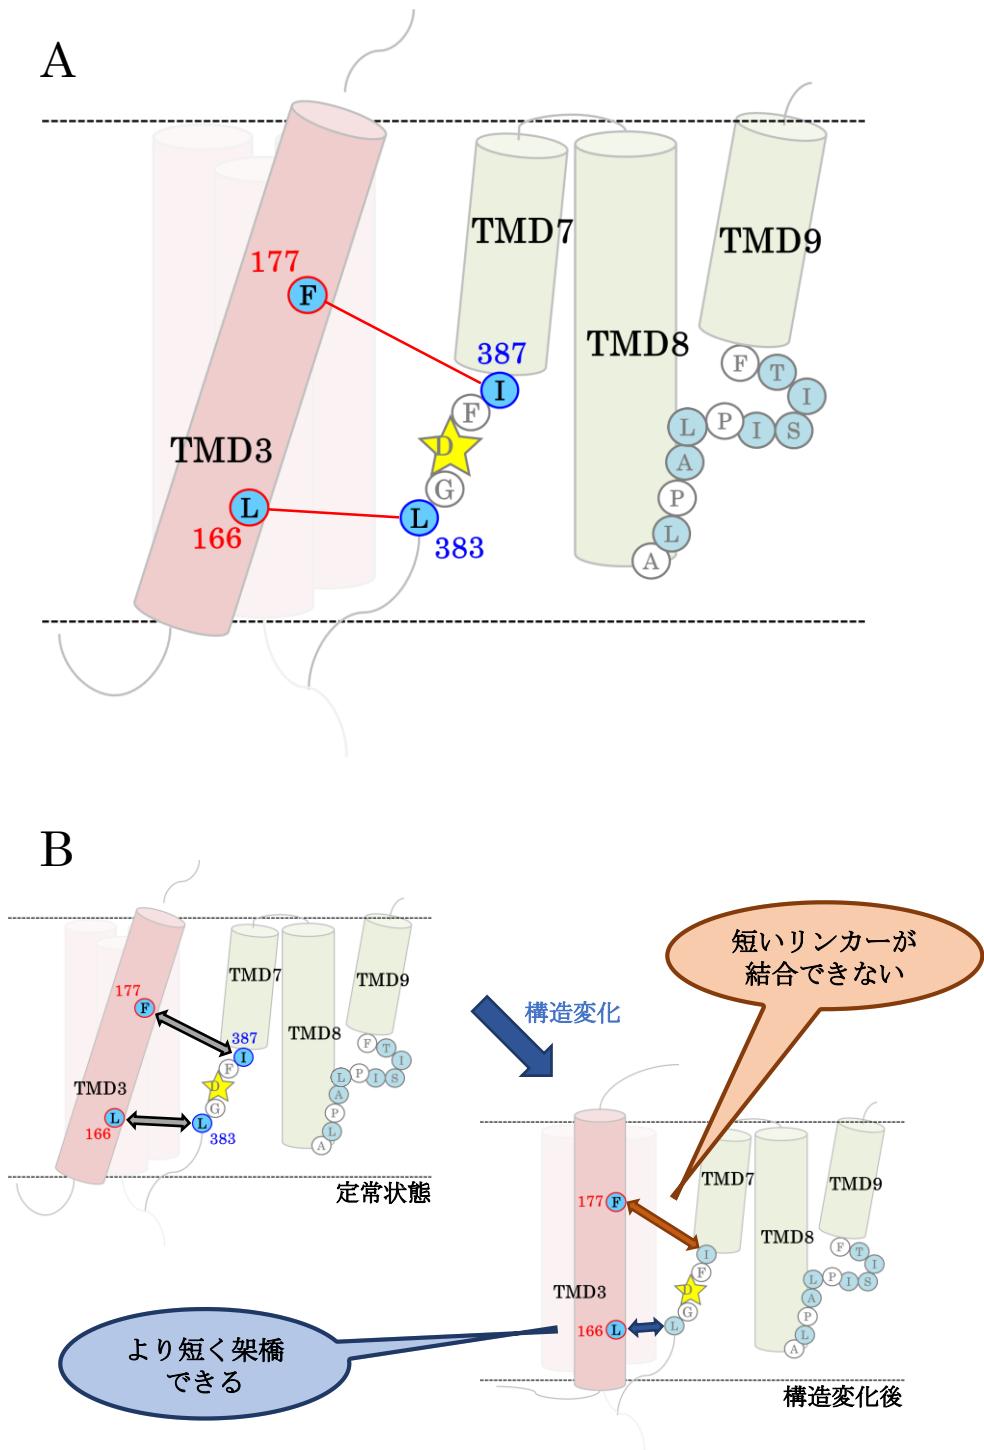 A
TMD7
TMD9
177
F
TMD8
387
I
F
D
G
L
383
TMD3
L
166
F
T
I
S
I
P
L
A
P
L
A
B
177
F
TMD7
TMD9
387
I
TMD8
F
D
G
L
383
TMD3
L
166
F
T
I
S
I
P
L
A
P
L
A
定常状態
構造変化
短いリンカーが
結合できない
177
F
TMD7
TMD9
TMD8
I
F
D
G
L
TMD3
166
L
F
T
I
S
I
P
L
A
P
L
A
構造変化後
より短く架橋
できる